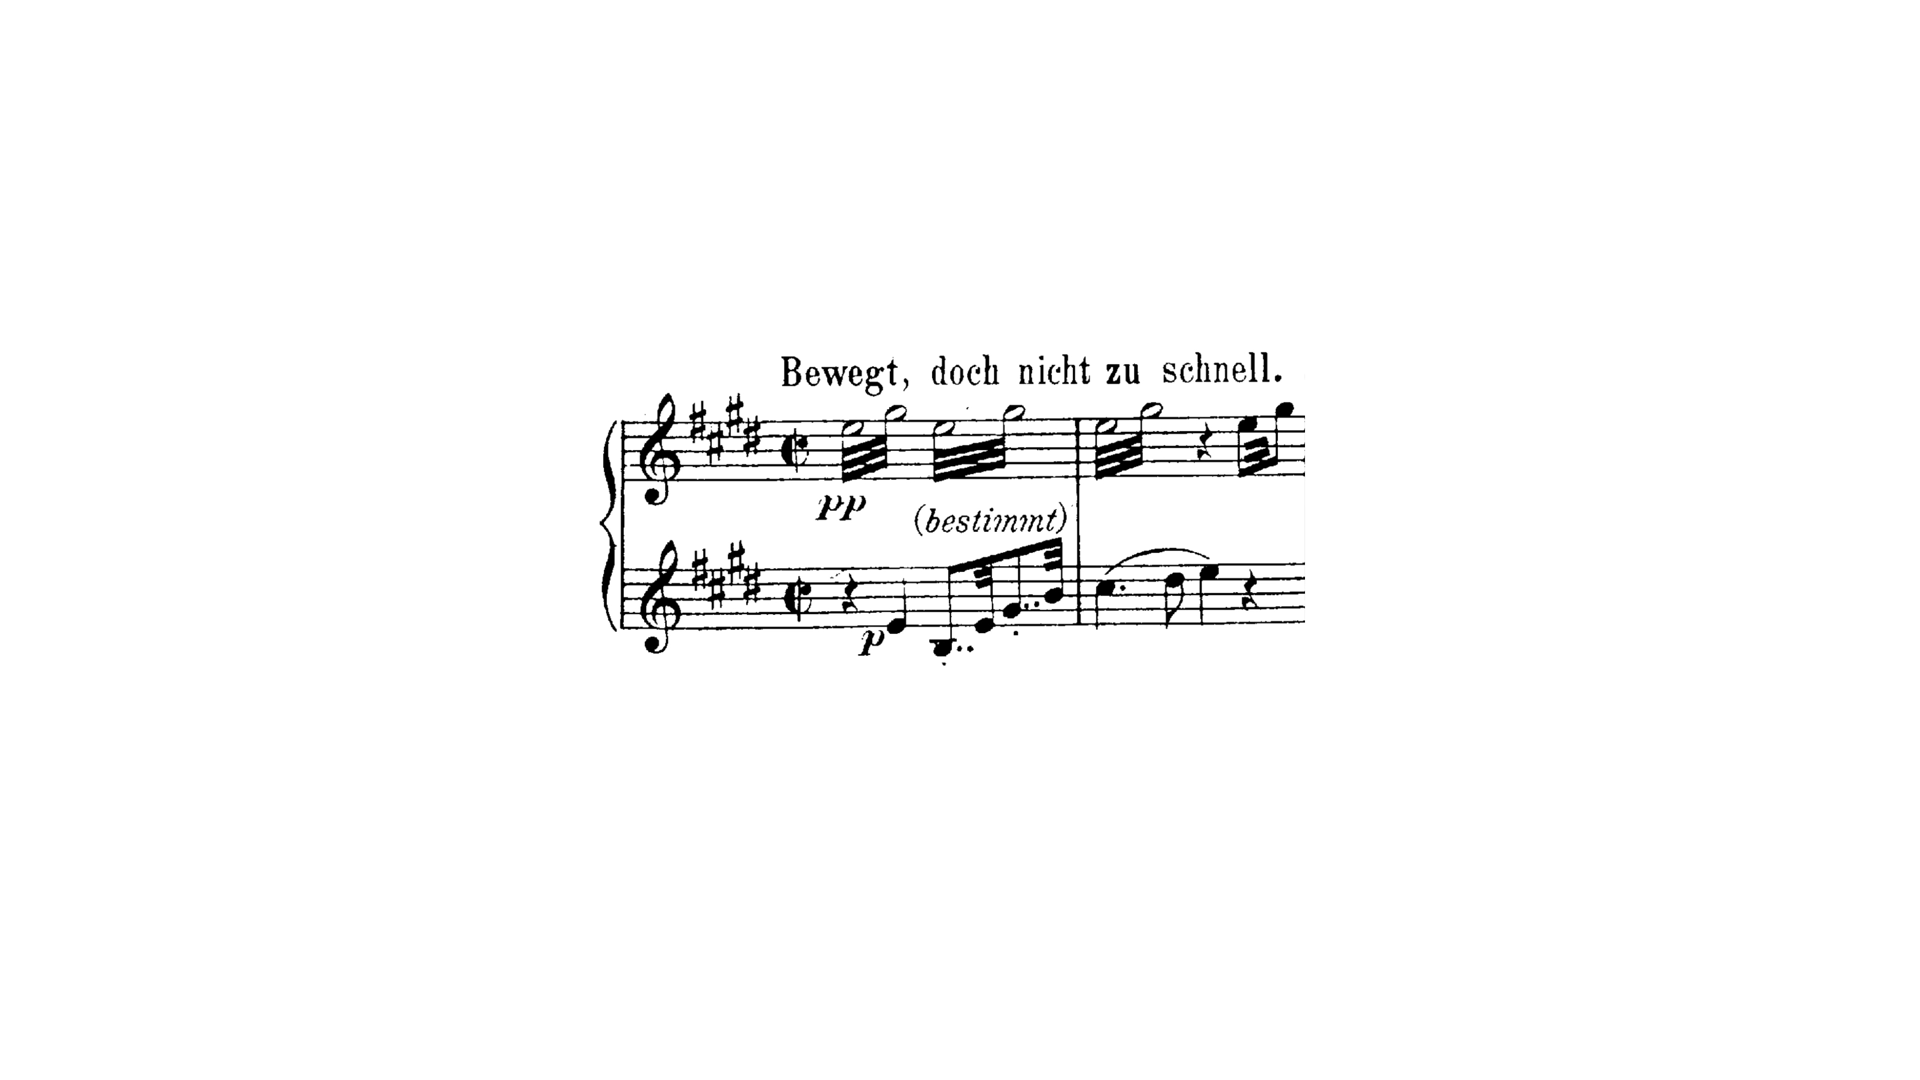 Bewegt, doch nicht zu schnell.
pp
(bestimmt)
p